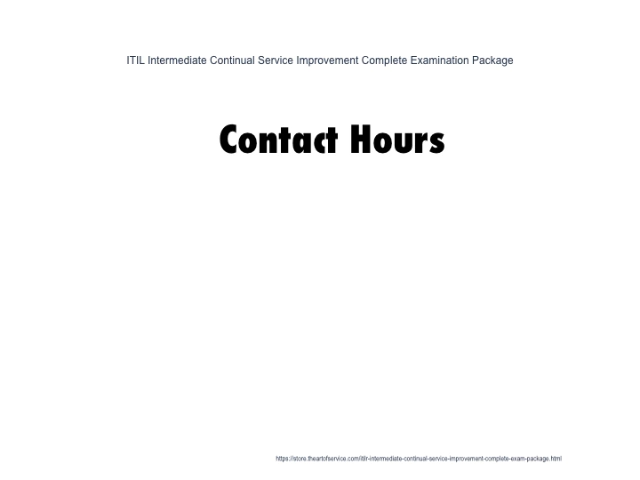 ITIL Intermediate Continual Service Improvement Complete Examination Package
Contact Hours
https://store.theartofservice.com/itilr-intermediate-continual-service-improvement-complete-exam-package.html